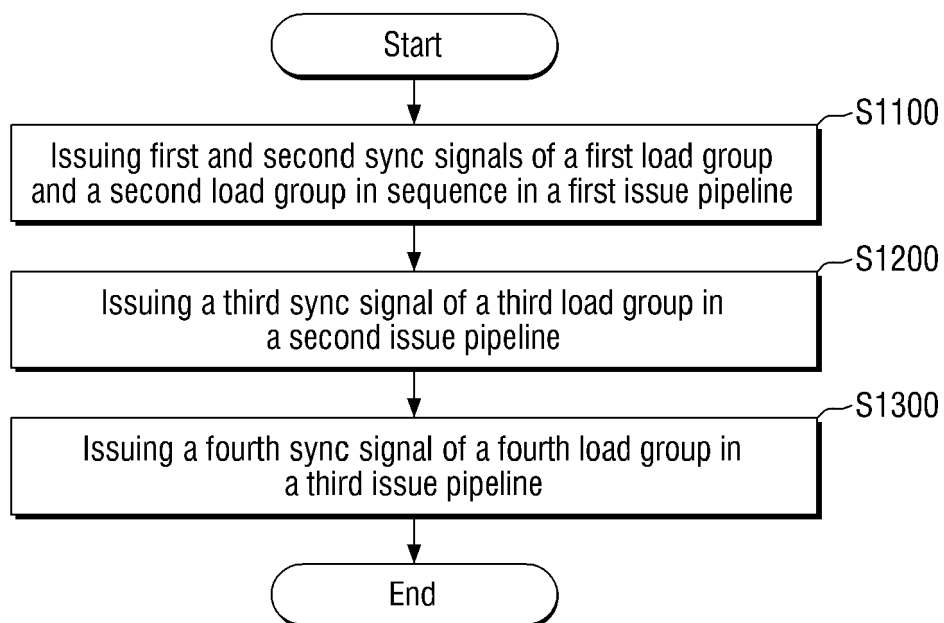 Start
S1100
Issuing first and second sync signals of a first load group
and a second load group in sequence in a first issue pipeline
S1200
Issuing a third sync signal of a third load group in
a second issue pipeline
S1300
Issuing a fourth sync signal of a fourth load group in
a third issue pipeline
End